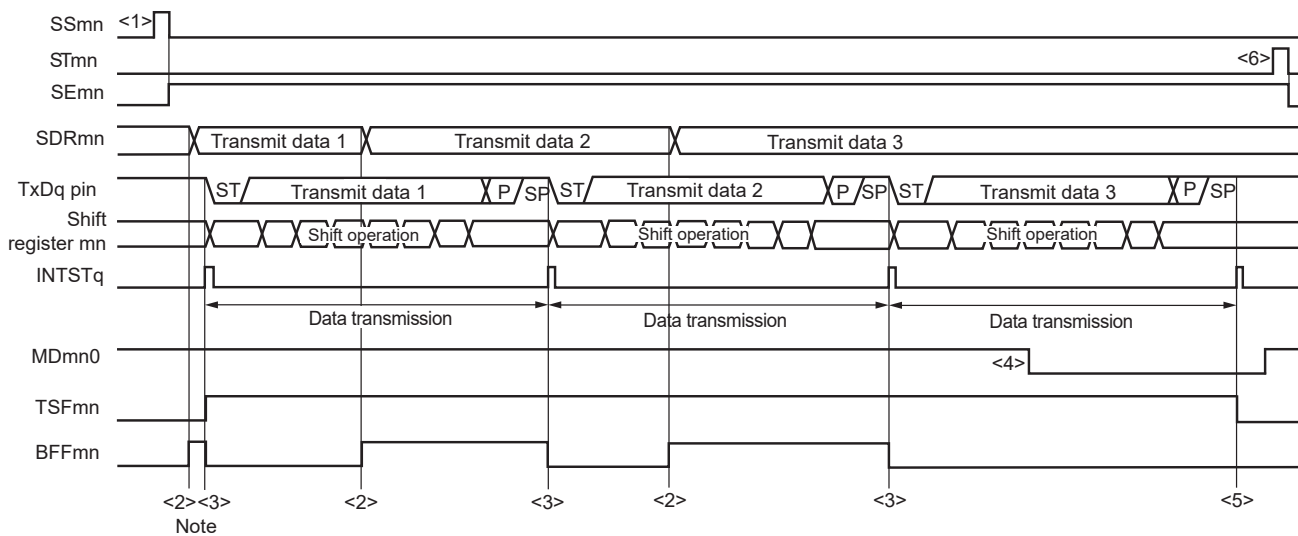 SSmn <1>
STmn <6>
SEmn
SDRmn Transmit data 1 Transmit data 2 Transmit data 3
TxDq pin ST Transmit data 1 P SP ST Transmit data 2 P SP ST Transmit data 3 P SP
Shift
register mn Shift operation Shift operation Shift operation
INTSTq
Data transmission Data transmission Data transmission
MDmn0 <4>
TSFmn
BFFmn
<2> <3> <2> <3> <2> <3> <5>
Note